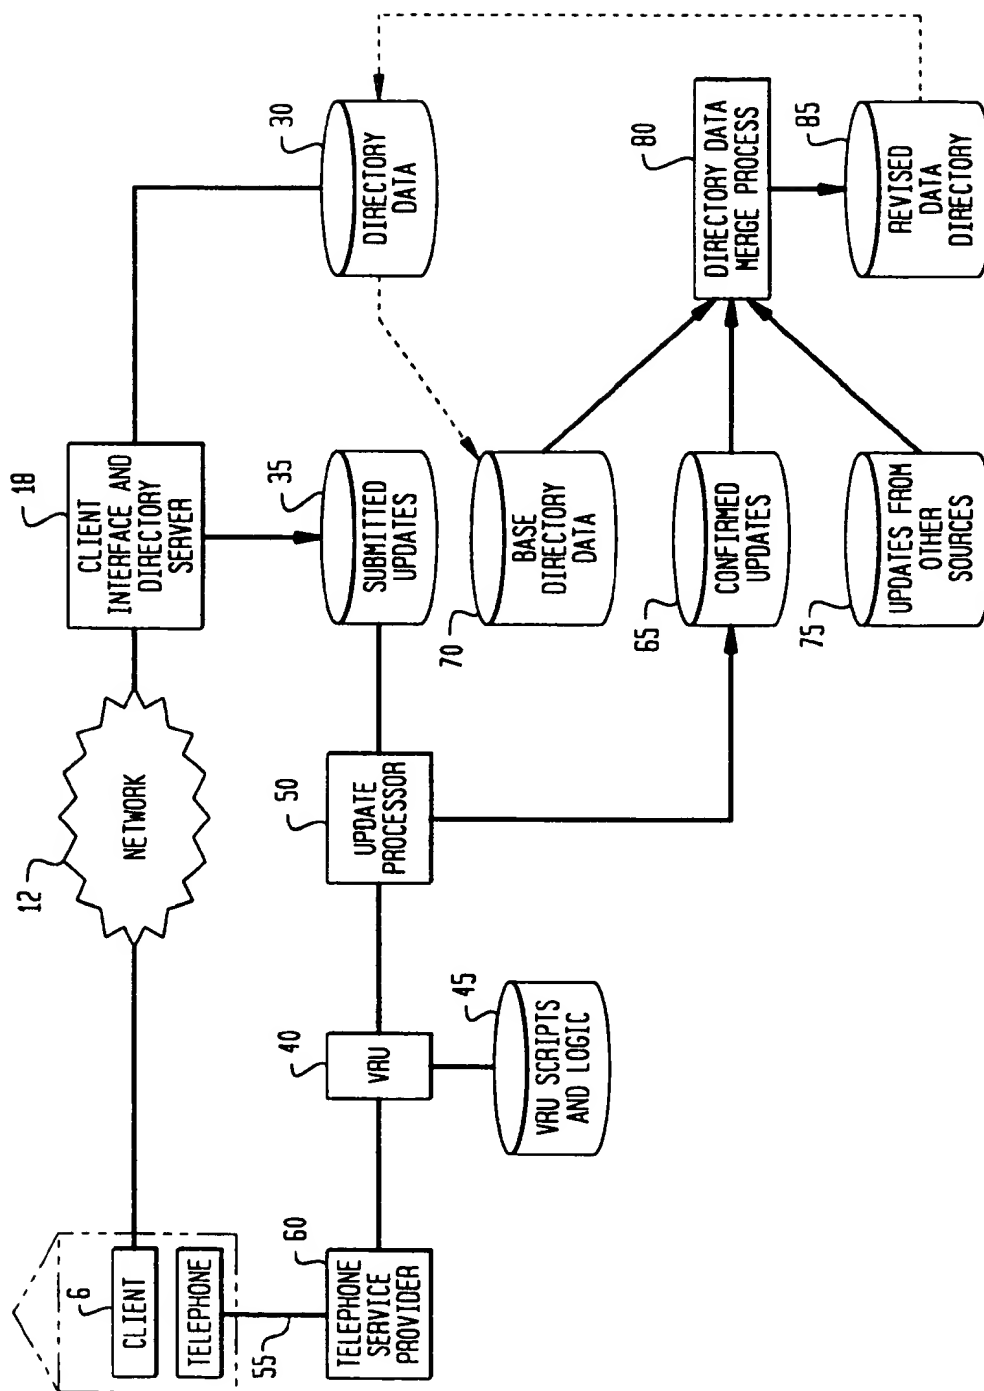 6
CLIENT
TELEPHONE
55
12
NETWORK
18
CLIENT
INTERFACE AND
DIRECTORY
SERVER
60
TELEPHONE
SERVICE
PROVIDER
40
VRU
45
VRU SCRIPTS
AND LOGIC
50
UPDATE
PROCESSOR
35
SUBMITTED
UPDATES
30
DIRECTORY
DATA
70
BASE
DIRECTORY
DATA
65
CONFIRMED
UPDATES
75
UPDATES FROM
OTHER
SOURCES
80
DIRECTORY DATA
MERGE PROCESS
85
REVISED
DATA
DIRECTORY